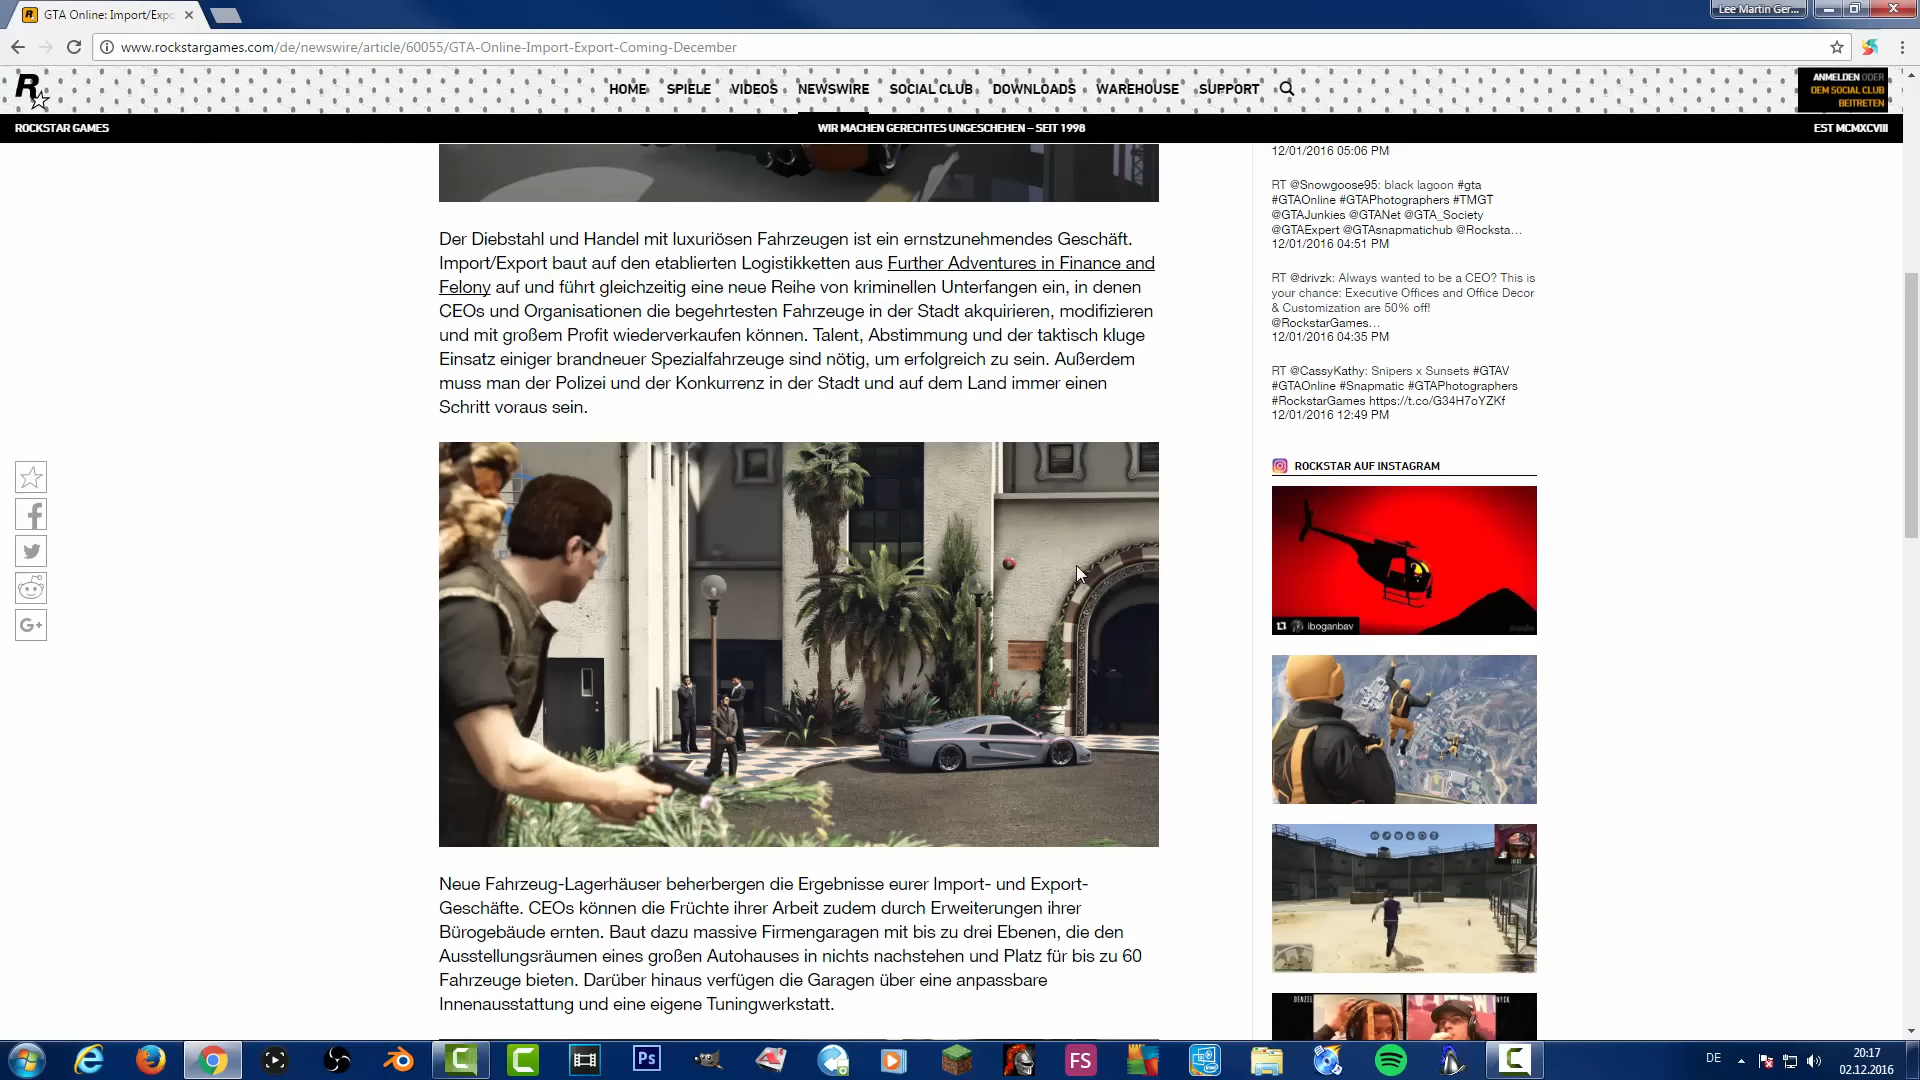 GTA Online: Import/Expo
Lee Martin Ger...
www.rockstargames.com/de/newswire/article/60055/GTA-Online-Import-Export-Coming-December
HOME SPIELE VIDEOS NEWSWIRE SOCIAL CLUB DOWNLOADS WAREHOUSE SUPPORT
ANMELDEN ODER
DEM SOCIAL CLUB
BEITRETEN
ROCKSTAR GAMES
WIR MACHEN GERECHTES UNGESCHEHEN – SEIT 1998
EST MCMXCVIII
Der Diebstahl und Handel mit luxuriösen Fahrzeugen ist ein ernstzunehmendes Geschäft.
Import/Export baut auf den etablierten Logistikketten aus Further Adventures in Finance and
Felony auf und führt gleichzeitig eine neue Reihe von kriminellen Unterfangen ein, in denen
CEOs und Organisationen die begehrtesten Fahrzeuge in der Stadt akquirieren, modifizieren
und mit großem Profit wiederverkaufen können. Talent, Abstimmung und der taktisch kluge
Einsatz einiger brandneuer Spezialfahrzeuge sind nötig, um erfolgreich zu sein. Außerdem
muss man der Polizei und der Konkurrenz in der Stadt und auf dem Land immer einen
Schritt voraus sein.
Neue Fahrzeug-Lagerhäuser beherbergen die Ergebnisse eurer Import- und Export-
Geschäfte. CEOs können die Früchte ihrer Arbeit zudem durch Erweiterungen ihrer
Bürogebäude ernten. Baut dazu massive Firmengaragen mit bis zu drei Ebenen, die den
Ausstellungsräumen eines großen Autohauses in nichts nachstehen und Platz für bis zu 60
Fahrzeuge bieten. Darüber hinaus verfügen die Garagen über eine anpassbare
Innenausstattung und eine eigene Tuningwerkstatt.
12/01/2016 05:06 PM
RT @Snowgoose95: black lagoon #gta
#GTAOnline #GTAPhotographers #TMGT
@GTAJunkies @GTANet @GTA_Society
@GTAExpert @GTAsnapmatichub @Rocksta…
12/01/2016 04:51 PM
RT @drivzk: Always wanted to be a CEO? This is
your chance: Executive Offices and Office Decor
& Customization are 50% off!
@RockstarGames…
12/01/2016 04:35 PM
RT @CassyKathy: Snipers x Sunsets #GTAV
#GTAOnline #Snapmatic #GTAPhotographers
#RockstarGames https://t.co/G34H7oYZKf
12/01/2016 12:49 PM
ROCKSTAR AUF INSTAGRAM
iboganbav
DENZEL
NYCK
G+
Ps
FS
DE
20:17
02.12.2016